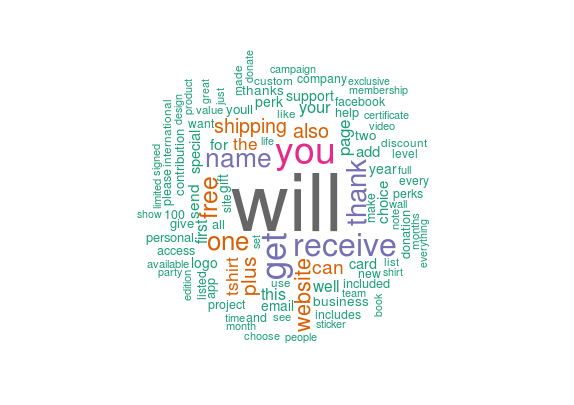 donate
campaign
made
custom
company
exclusive
great
thanks
membership
product
just
perk
support
facebook
design
value
youll
like
your
help
certificate
international
want
shipping
also
page
two
video
limited signed
please
contribution
special
for
the
life
you
add
discount
level
name
thank
year
full
every
send
free
site
gift
will
make
choice
perks
wall
note
donation
months
everything
show
100
give
first
all
personal
one
set
get
receive
access
logo
tshirt
plus
can
card
list
available
new
shirt
party
edition
listed
app
use
this
website
well
included
team
book
project
email
business
time
and
see
includes
month
sticker
choose
people